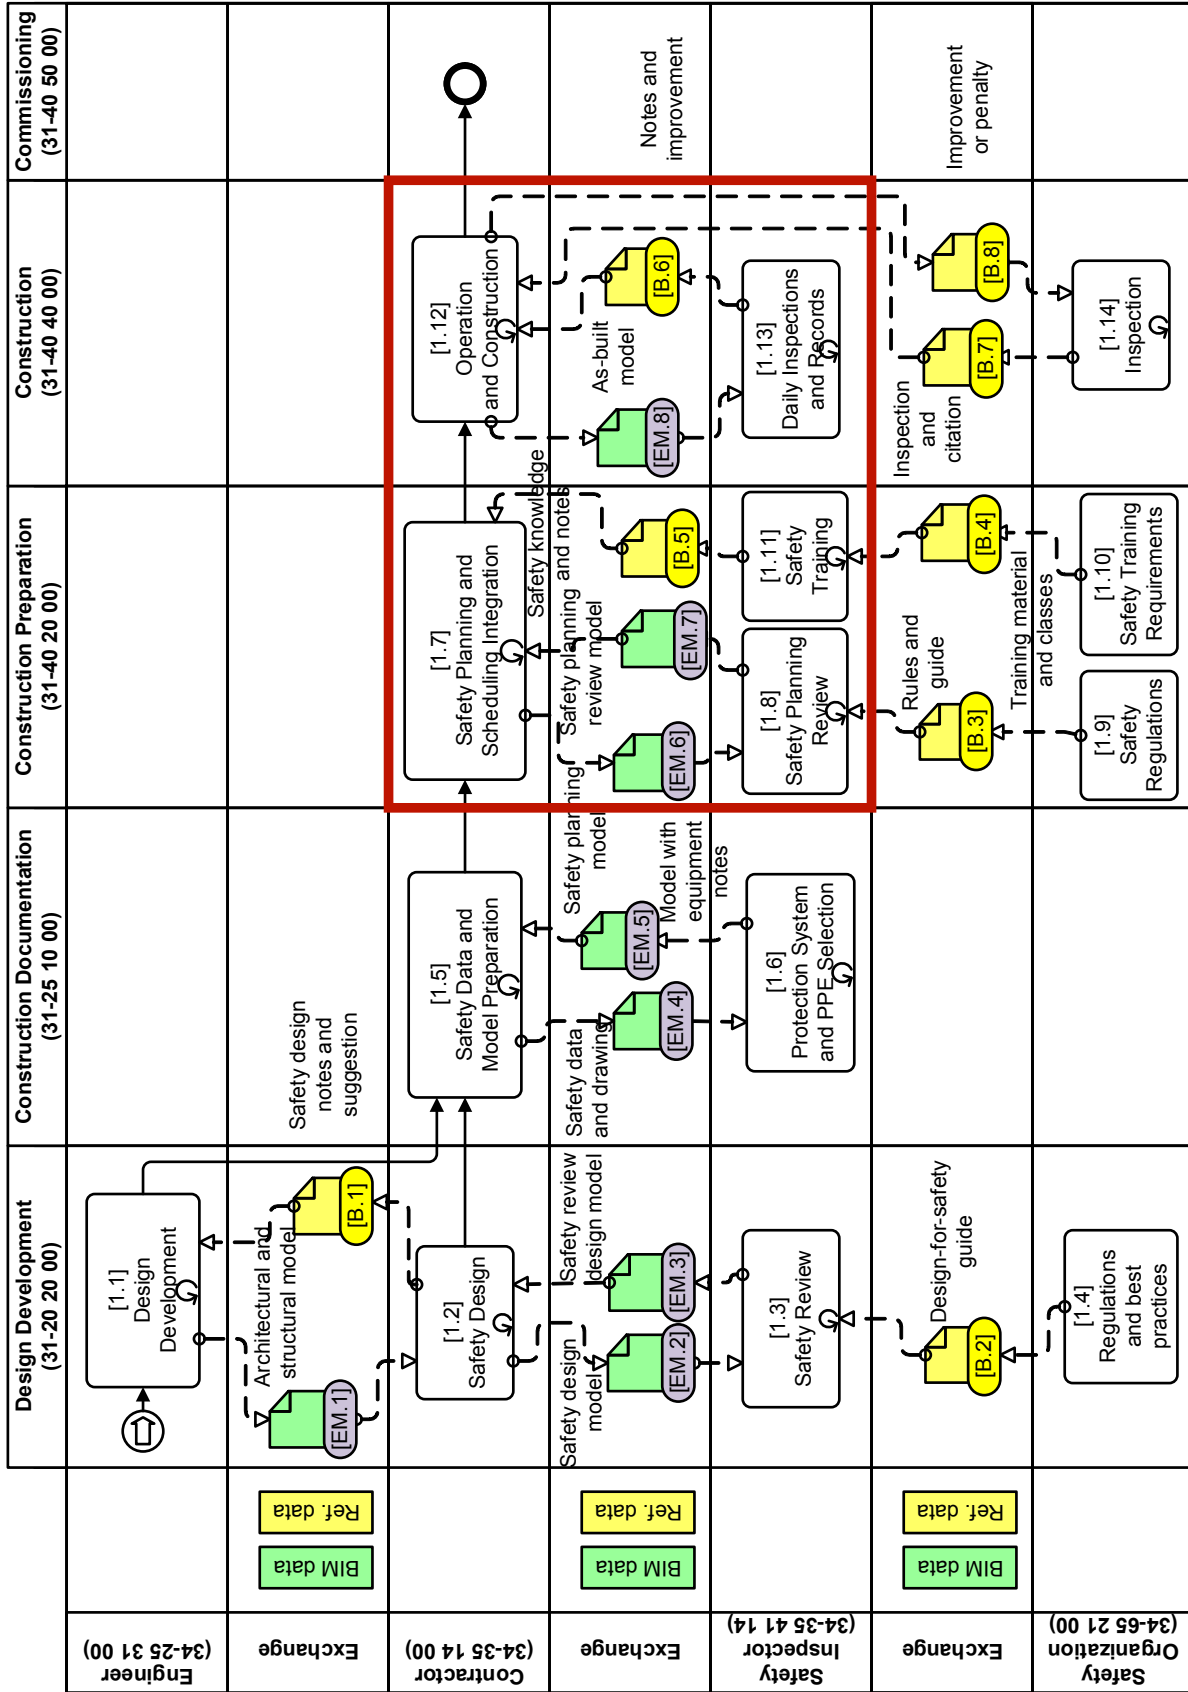 Design Development
(31-20 20 00)
Construction Documentation
(31-25 10 00)
Construction Preparation
(31-40 20 00)
Construction
(31-40 40 00)
Commissioning
(31-40 50 00)
Engineer
(34-25 31 00)
[1.1]
Design
Development
Exchange
BIM data
Ref. data
[EM.1]
Architectural and
structural model
[B.1]
Safety design
notes and
suggestion
Contractor
(34-35 14 00)
[1.2]
Safety Design
[1.5]
Safety Data and
Model Preparation
[1.7]
Safety Planning and
Scheduling Integration
[1.12]
Operation
and Construction
Exchange
BIM data
Ref. data
Safety design
model
[EM.2]
[EM.3]
Safety review
design model
Safety data
and drawing
[EM.4]
[EM.5]
Model with
equipment
notes
Safety planning
model
[EM.6]
Safety planning
review model
[EM.7]
Safety knowledge
and notes
[B.5]
[EM.8]
As-built
model
[B.6]
Notes and
improvement
Safety
Inspector
(34-35 41 14)
[1.3]
Safety Review
[1.6]
Protection System
and PPE Selection
[1.8]
Safety Planning
Review
[1.11]
Safety
Training
[1.13]
Daily Inspections
and Records
Exchange
BIM data
Ref. data
[B.2]
Design-for-safety
guide
[B.3]
Rules and
guide
[B.4]
Training material
and classes
Inspection
and
citation
[B.7]
[B.8]
Improvement
or penalty
Safety
Organization
(34-65 21 00)
[1.4]
Regulations
and best
practices
[1.9]
Safety
Regulations
[1.10]
Safety Training
Requirements
[1.14]
Inspection